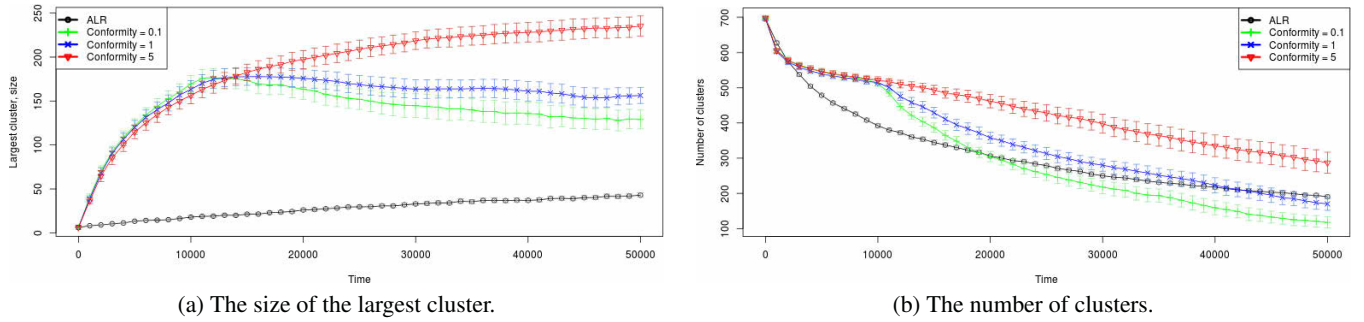 ALR
Conformity = 0.1
Conformity = 1
Conformity = 5
Largest cluster, size
0
50
100
150
200
250
0
10000
20000
30000
40000
50000
Time
(a) The size of the largest cluster.
ALR
Conformity = 0.1
Conformity = 1
Conformity = 5
Number of clusters
100
200
300
400
500
600
700
0
10000
20000
30000
40000
50000
Time
(b) The number of clusters.